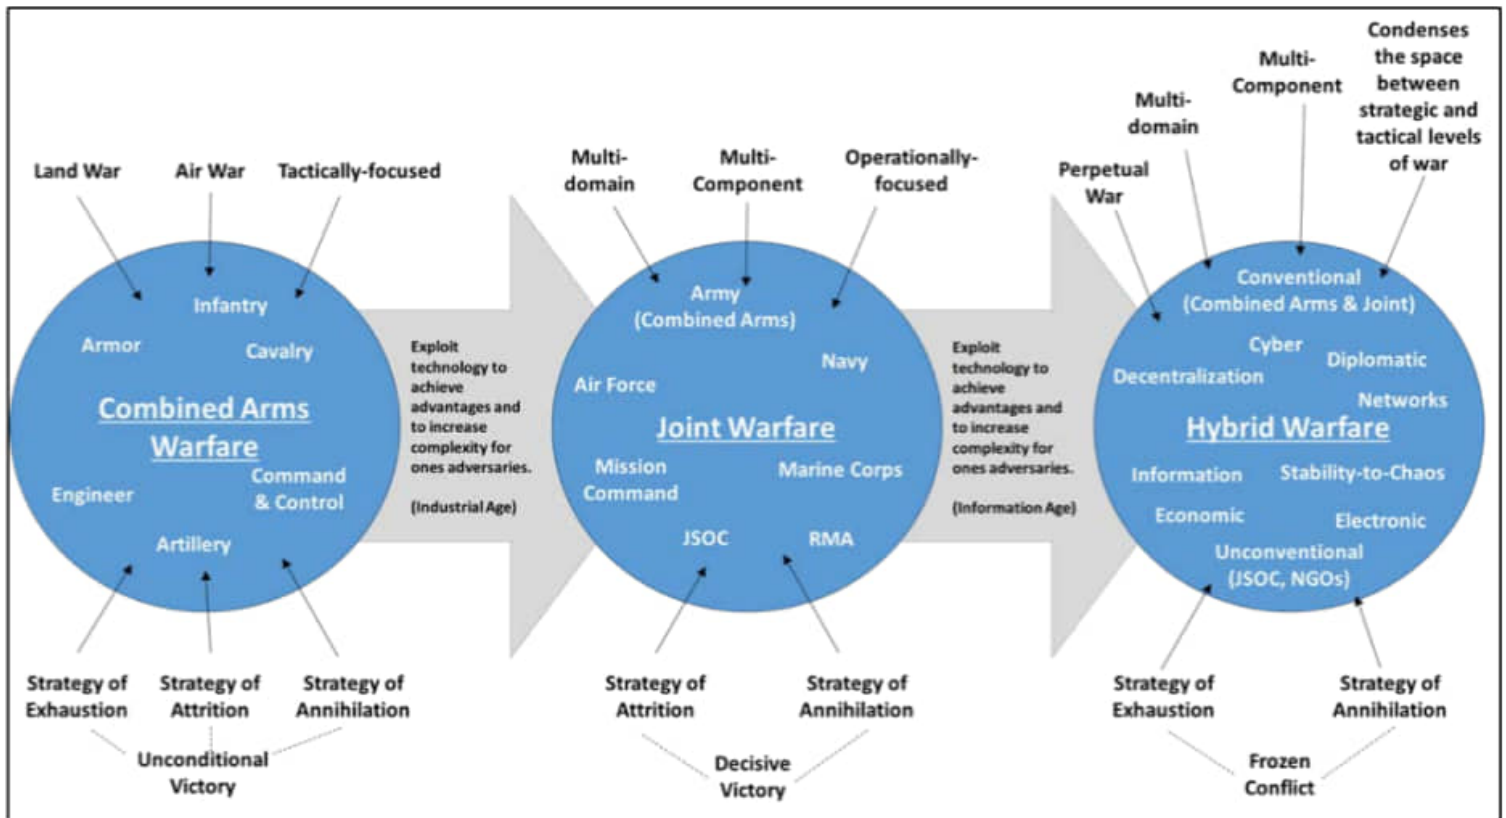 Land War
Air War
Tactically-focused
Infantry
Armor
Cavalry
Combined Arms
Warfare
Command
& Control
Engineer
Artillery
Strategy of
Exhaustion
Strategy of
Attrition
Strategy of
Annihilation
Unconditional
Victory
Exploit
technology to
achieve
advantages and
to increase
complexity for
ones adversaries.
(Industrial Age)
Multi-
domain
Multi-
Component
Operationally-
focused
Army
(Combined Arms)
Navy
Air Force
Joint Warfare
Mission
Command
Marine Corps
JSOC
RMA
Strategy of
Attrition
Strategy of
Annihilation
Decisive
Victory
Exploit
technology to
achieve
advantages and
to increase
complexity for
ones adversaries.
(Information Age)
Perpetual
War
Multi-
domain
Multi-
Component
Condenses
the space
between
strategic and
tactical levels
of war
Conventional
(Combined Arms & Joint)
Cyber
Diplomatic
Decentralization
Networks
Hybrid Warfare
Information
Stability-to-Chaos
Economic
Electronic
Unconventional
(JSOC, NGOs)
Strategy of
Exhaustion
Strategy of
Annihilation
Frozen
Conflict